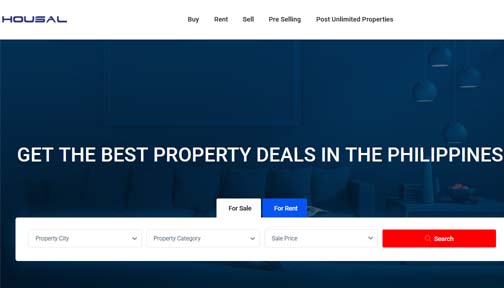 HOUSAL
Buy Rent Sell Pre Selling Post Unlimited Properties
GET THE BEST PROPERTY DEALS IN THE PHILIPPINES
For Sale For Rent
Property City Property Category Sale Price Search